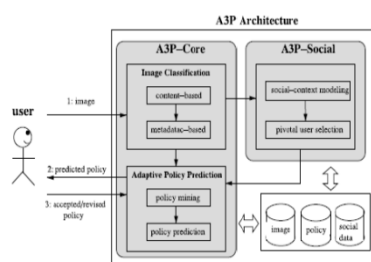 A3P Architecture
A3P–Core
A3P–Social
Image Classification
content–based
metadatac–based
social–context modeling
pivotal user selection
user
1: image
2: predicted policy
3: accepted/revised
policy
Adaptive Policy Prediction
policy mining
policy prediction
image
policy
social
data